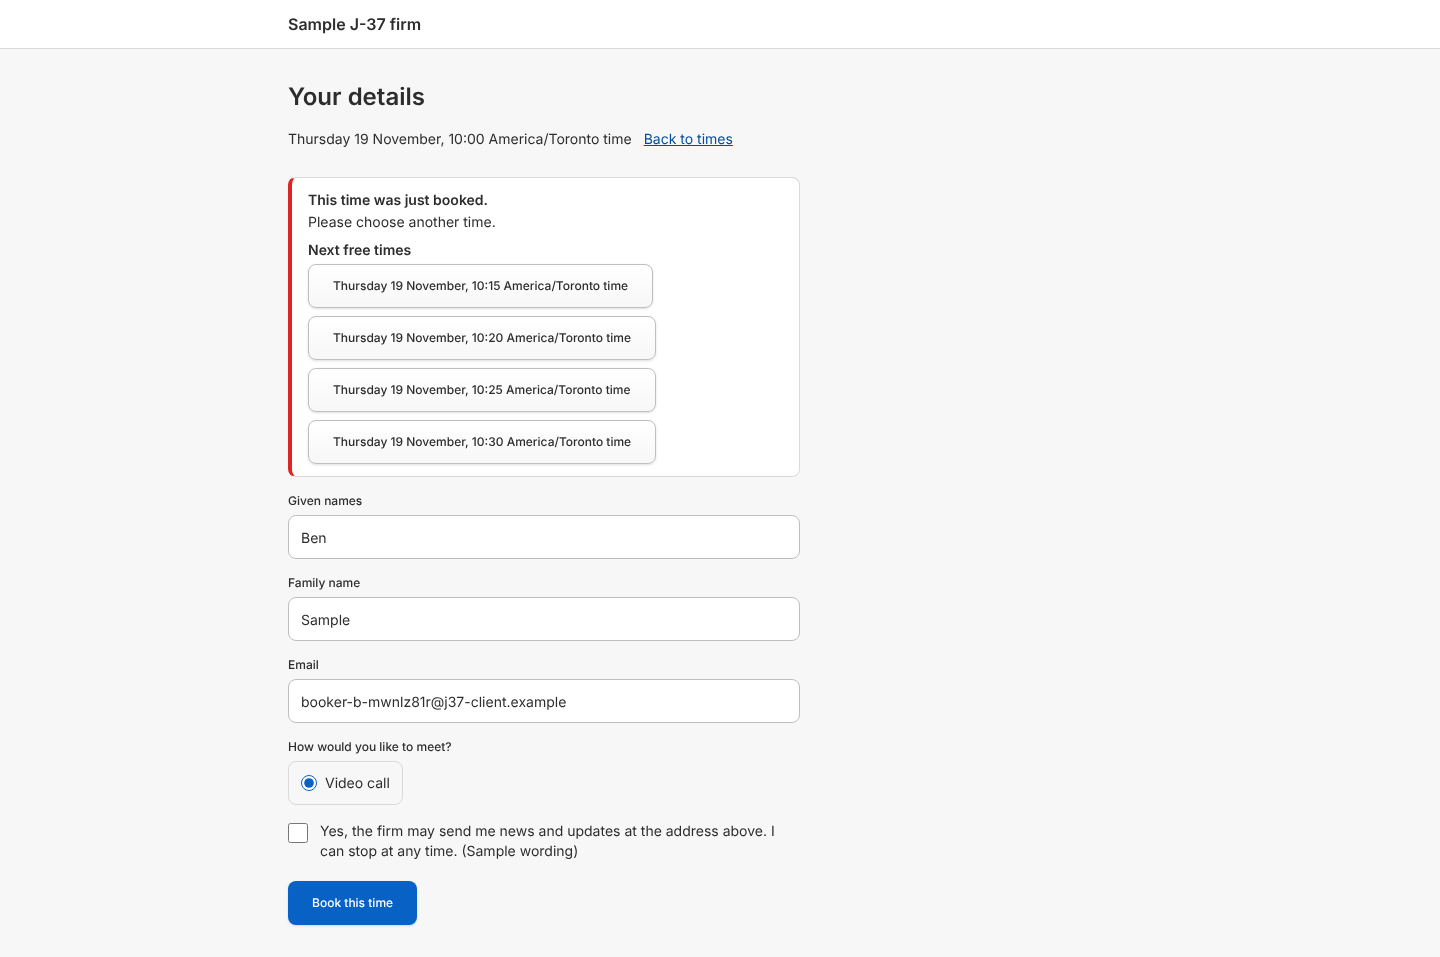 Sample J-37 firm
Your details
Thursday 19 November, 10:00 America/Toronto time Back to times
This time was just booked.
Please choose another time.
Next free times
Thursday 19 November, 10:15 America/Toronto time
Thursday 19 November, 10:20 America/Toronto time
Thursday 19 November, 10:25 America/Toronto time
Thursday 19 November, 10:30 America/Toronto time
Given names
Ben
Family name
Sample
Email
booker-b-mwnlz81r@j37-client.example
How would you like to meet?
Video call
Yes, the firm may send me news and updates at the address above. I
can stop at any time. (Sample wording)
Book this time